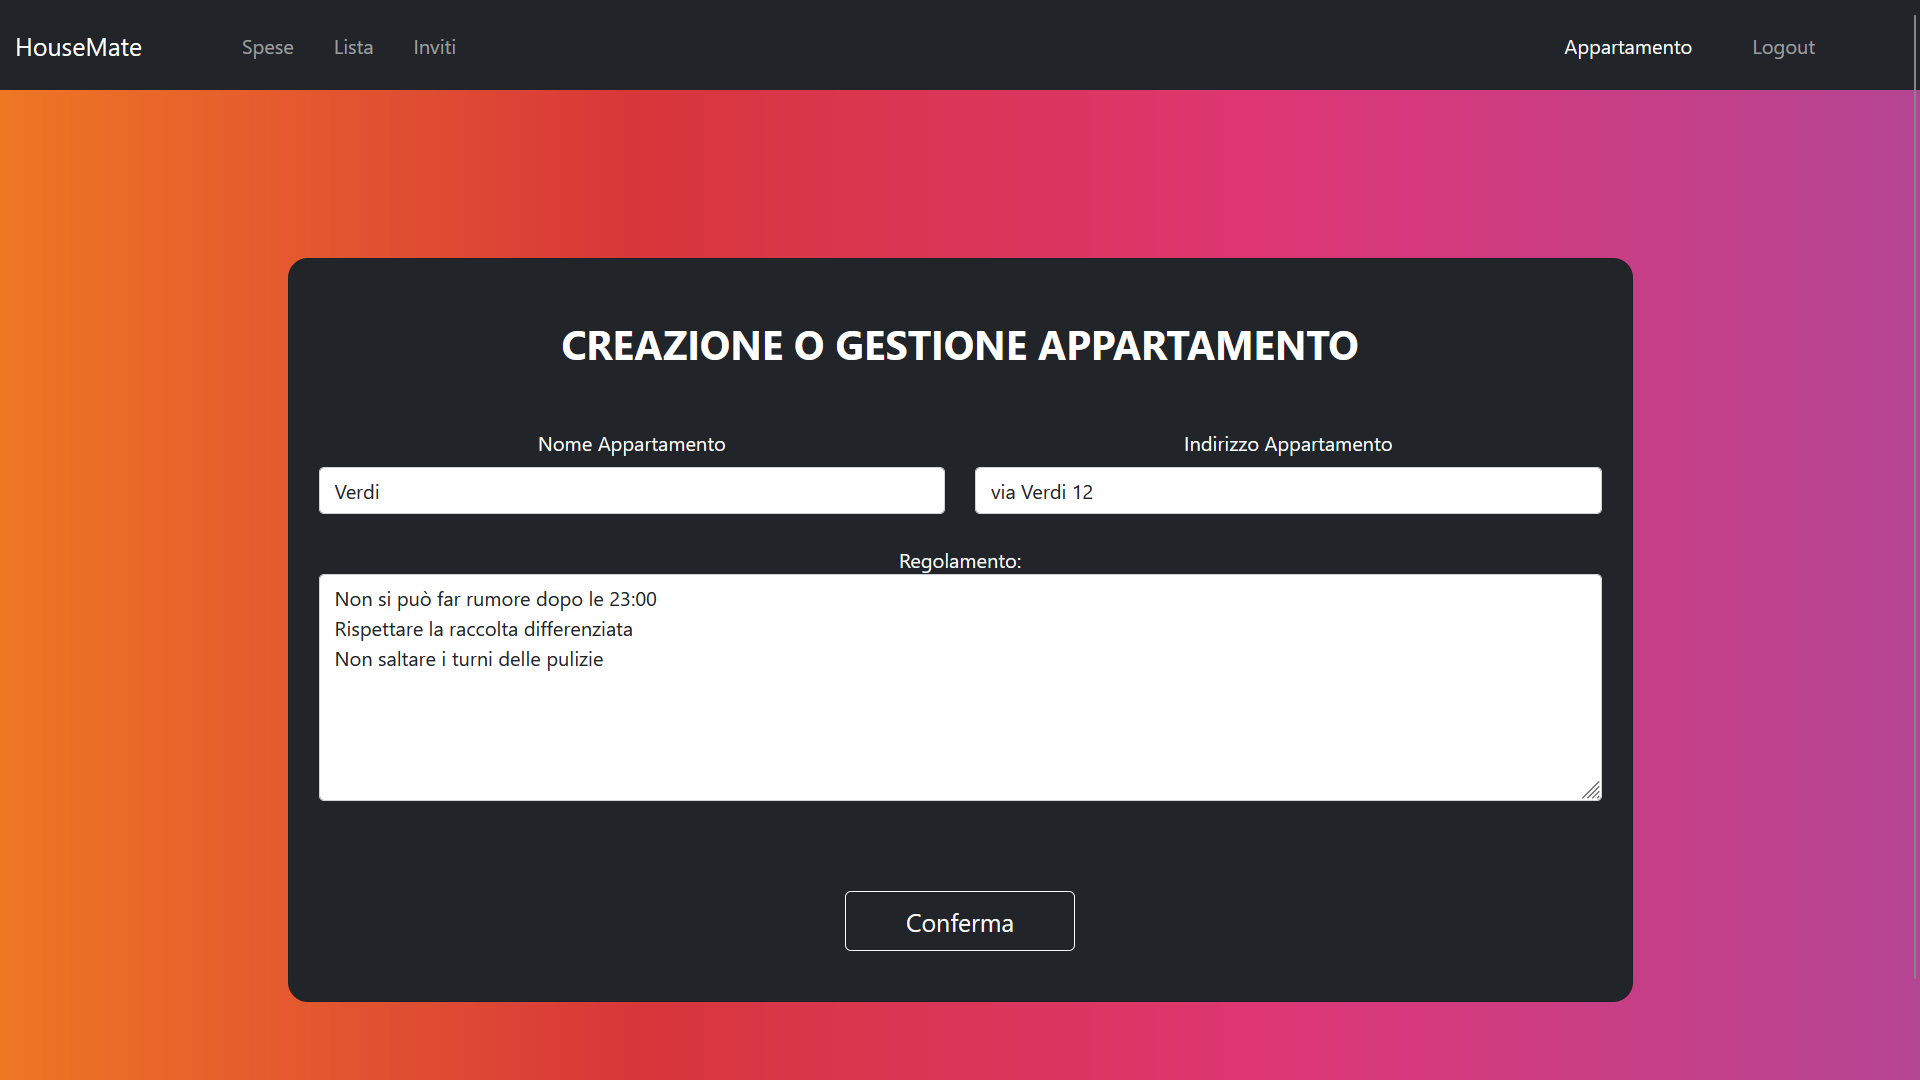 HouseMate
Spese
Lista
Inviti
Appartamento
Logout
CREAZIONE O GESTIONE APPARTAMENTO
Nome Appartamento
Indirizzo Appartamento
Verdi
via Verdi 12
Regolamento:
Non si può far rumore dopo le 23:00
Rispettare la raccolta differenziata
Non saltare i turni delle pulizie
Conferma